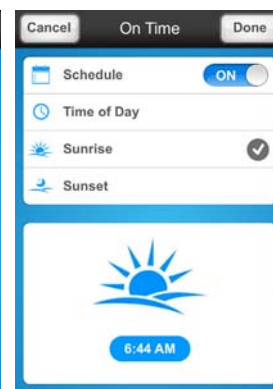 Cancel On Time Done
Schedule ON
Time of Day
Sunrise
Sunset
6:44 AM